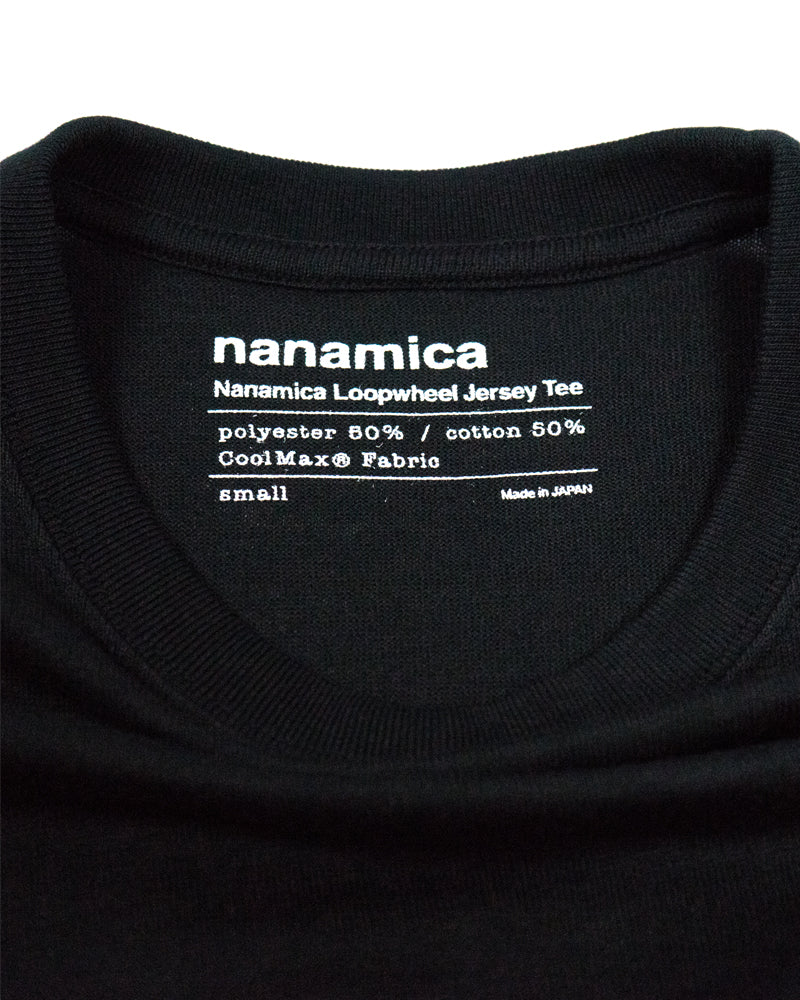 nanamica
Nanamica Loopwheel Jersey Tee
polyester 50% / cotton 50%
CoolMax® Fabric
small
Made in JAPAN